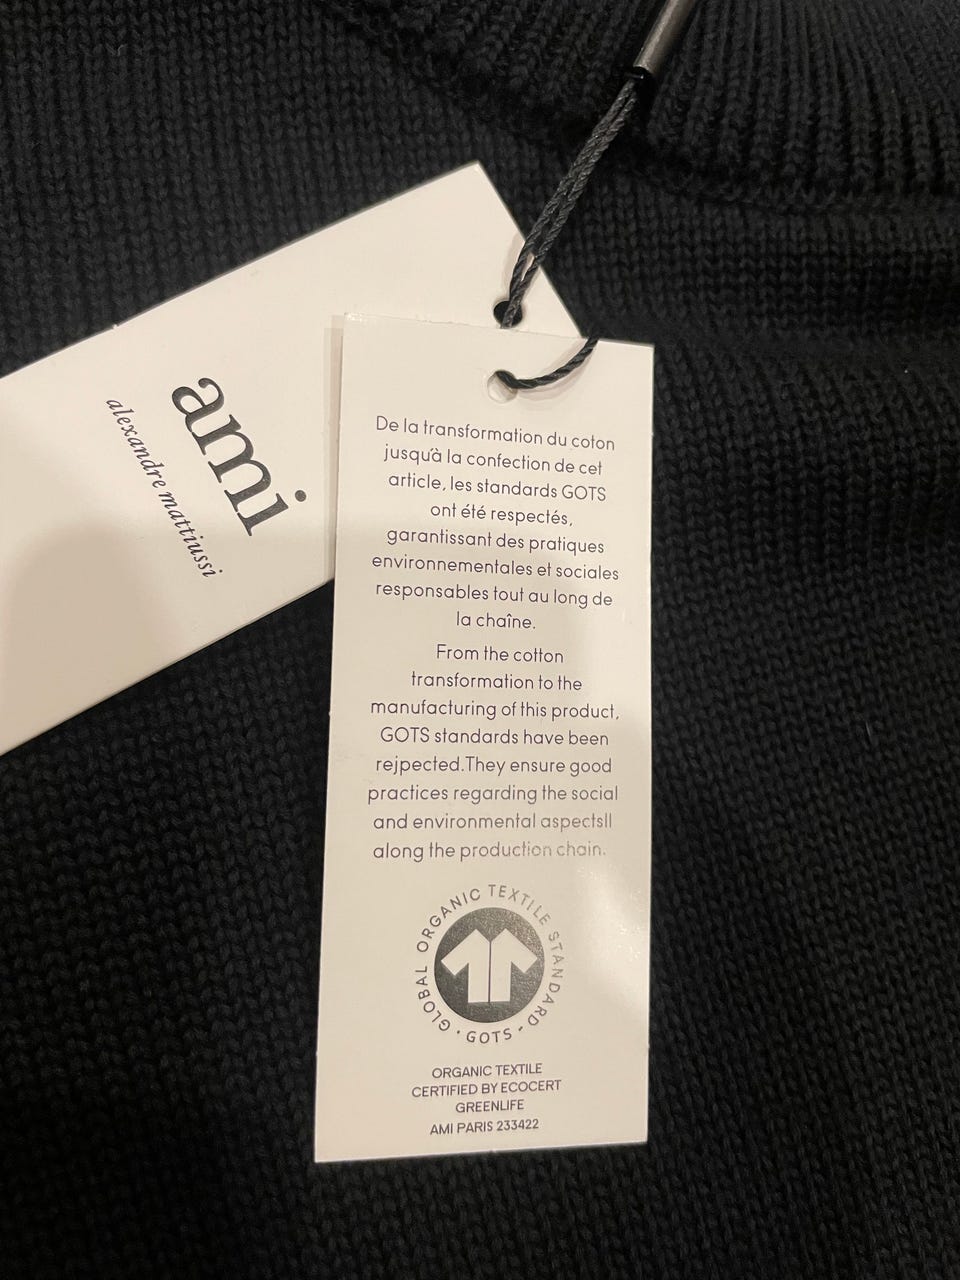 ami
alexandre mattiussi
De la transformation du coton
jusqu'à la confection de cet
article, les standards GOTS
ont été respectés,
garantissant des pratiques
environnementales et sociales
responsables tout au long de
la chaîne.
From the cotton
transformation to the
manufacturing of this product,
GOTS standards have been
rejpected.They ensure good
practices regarding the social
and environmental aspectsll
along the production chain.
GLOBAL ORGANIC TEXTILE STANDARD · GOTS ·
ORGANIC TEXTILE
CERTIFIED BY ECOCERT
GREENLIFE
AMI PARIS 233422